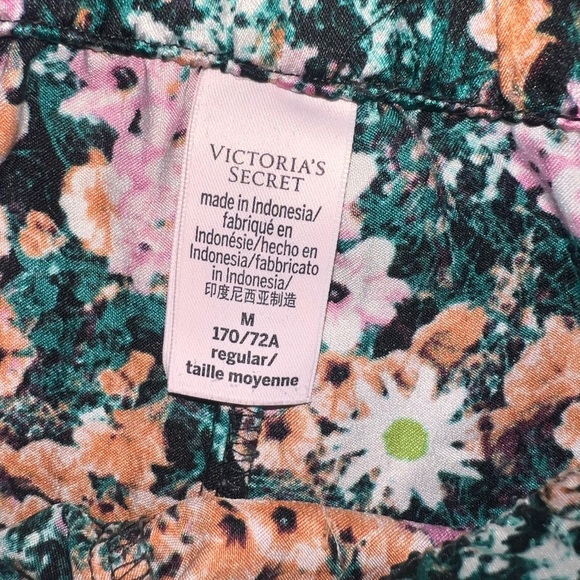 VICTORIA'S
SECRET
made in Indonesia/
fabriqué en
Indonésie/hecho en
Indonesia/fabbricato
in Indonesia/
印度尼西亚制造
M
170/72A
regular/
taille moyenne